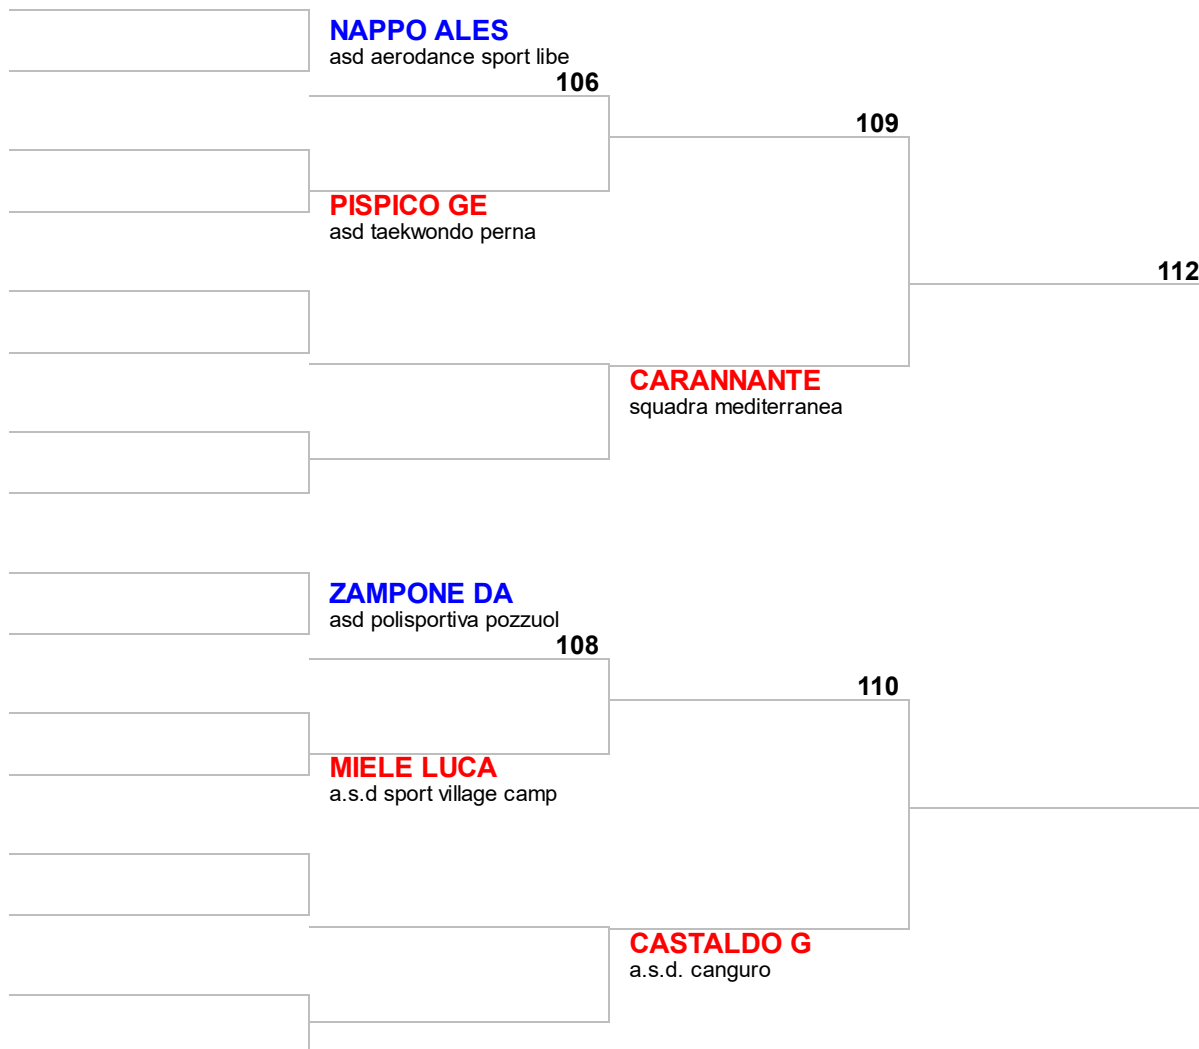 NAPPO ALES
asd aerodance sport libe
106
109
PISPICO GE
asd taekwondo perna
112
CARANNANTE
squadra mediterranea
ZAMPONE DA
asd polisportiva pozzuol
108
110
MIELE LUCA
a.s.d sport village camp
CASTALDO G
a.s.d. canguro